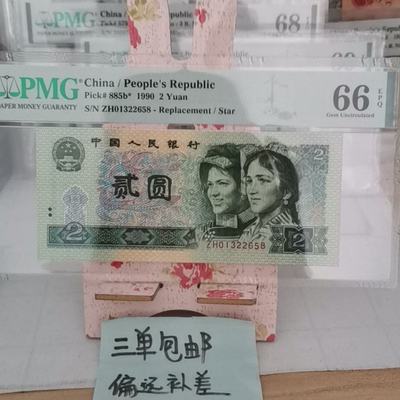 68
PMG
PAPER MONEY GUARANTY
China / People's Republic
Pick# 885b* 1990 2 Yuan
S/N ZH01322658 - Replacement / Star
66 EPQ
Gem Uncirculated
中国人民银行
贰圆
2
ZH01322658
2
2
三单包邮
偏远补差